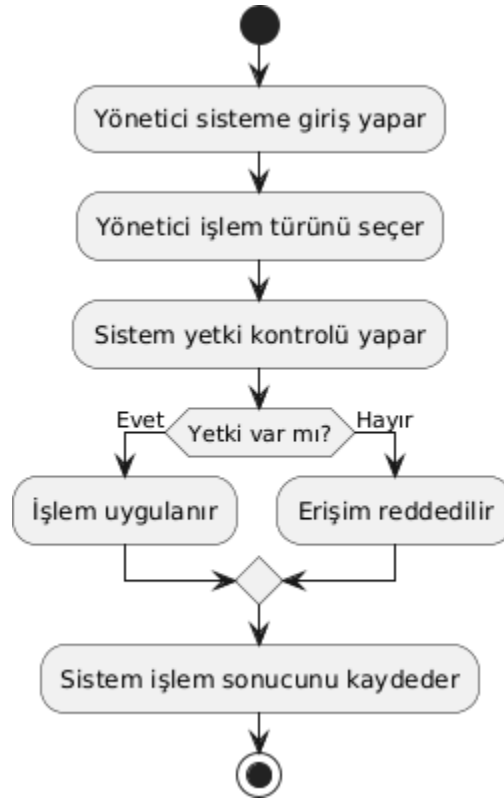 Yönetici sisteme giriş yapar
Yönetici işlem türünü seçer
Sistem yetki kontrolü yapar
Evet
Yetki var mı?
Hayır
İşlem uygulanır
Erişim reddedilir
Sistem işlem sonucunu kaydeder